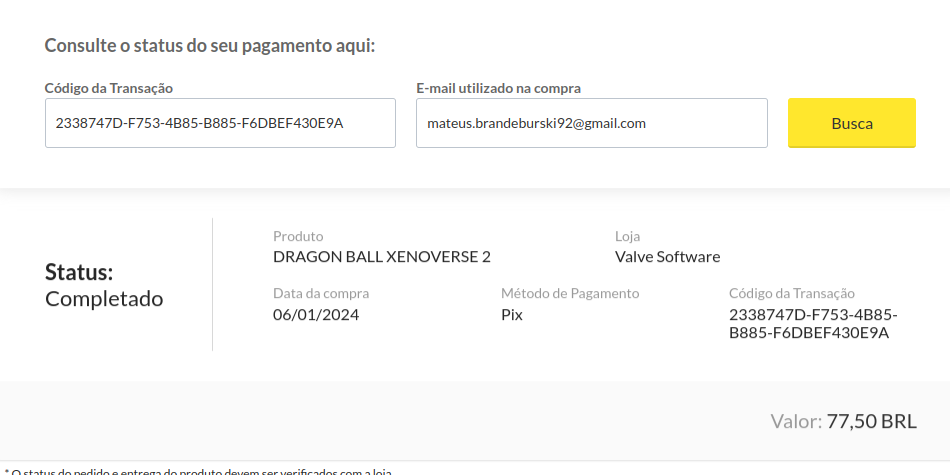 Consulte o status do seu pagamento aqui:
Código da Transação
E-mail utilizado na compra
2338747D-F753-4B85-B885-F6DBEF430E9A
mateus.brandeburski92@gmail.com
Busca
Status:
Completado
Produto
DRAGON BALL XENOVERSE 2
Loja
Valve Software
Data da compra
06/01/2024
Método de Pagamento
Pix
Código da Transação
2338747D-F753-4B85-
B885-F6DBEF430E9A
Valor: 77,50 BRL
* O status do pedido e entrega do produto devem ser verificados com a loja